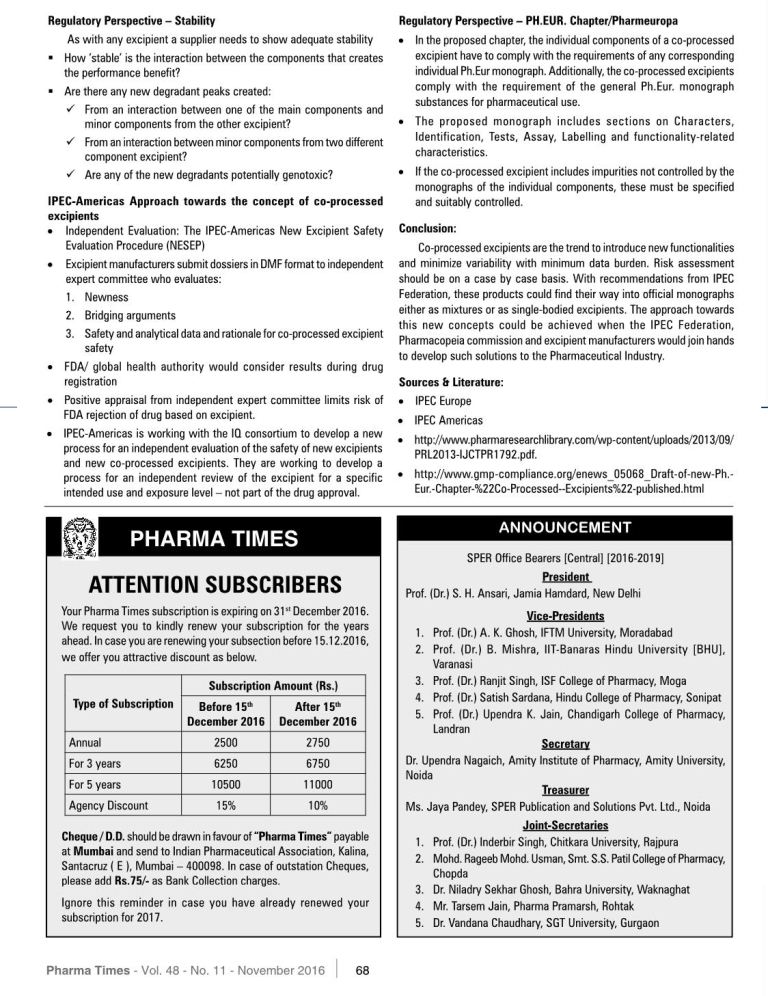 Regulatory Perspective – Stability
As with any excipient a supplier needs to show adequate stability
▪ How ‘stable’ is the interaction between the components that creates
the performance benefit?
▪ Are there any new degradant peaks created:
✓ From an interaction between one of the main components and
minor components from the other excipient?
✓ From an interaction between minor components from two different
component excipient?
✓ Are any of the new degradants potentially genotoxic?
IPEC-Americas Approach towards the concept of co-processed
excipients
• Independent Evaluation: The IPEC-Americas New Excipient Safety
Evaluation Procedure (NESEP)
• Excipient manufacturers submit dossiers in DMF format to independent
expert committee who evaluates:
1. Newness
2. Bridging arguments
3. Safety and analytical data and rationale for co-processed excipient
safety
• FDA/ global health authority would consider results during drug
registration
• Positive appraisal from independent expert committee limits risk of
FDA rejection of drug based on excipient.
• IPEC-Americas is working with the IQ consortium to develop a new
process for an independent evaluation of the safety of new excipients
and new co-processed excipients. They are working to develop a
process for an independent review of the excipient for a specific
intended use and exposure level – not part of the drug approval.
Regulatory Perspective – PH.EUR. Chapter/Pharmeuropa
• In the proposed chapter, the individual components of a co-processed
excipient have to comply with the requirements of any corresponding
individual Ph.Eur monograph. Additionally, the co-processed excipients
comply with the requirement of the general Ph.Eur. monograph
substances for pharmaceutical use.
• The proposed monograph includes sections on Characters,
Identification, Tests, Assay, Labelling and functionality-related
characteristics.
• If the co-processed excipient includes impurities not controlled by the
monographs of the individual components, these must be specified
and suitably controlled.
Conclusion:
Co-processed excipients are the trend to introduce new functionalities
and minimize variability with minimum data burden. Risk assessment
should be on a case by case basis. With recommendations from IPEC
Federation, these products could find their way into official monographs
either as mixtures or as single-bodied excipients. The approach towards
this new concepts could be achieved when the IPEC Federation,
Pharmacopeia commission and excipient manufacturers would join hands
to develop such solutions to the Pharmaceutical Industry.
Sources & Literature:
• IPEC Europe
• IPEC Americas
• http://www.pharmaresearchlibrary.com/wp-content/uploads/2013/09/
PRL2013-IJCTPR1792.pdf.
• http://www.gmp-compliance.org/enews_05068_Draft-of-new-Ph.-
Eur.-Chapter-%22Co-Processed--Excipients%22-published.html
PHARMA TIMES
ATTENTION SUBSCRIBERS
Your Pharma Times subscription is expiring on 31st December 2016.
We request you to kindly renew your subscription for the years
ahead. In case you are renewing your subsection before 15.12.2016,
we offer you attractive discount as below.
Type of Subscription Subscription Amount (Rs.)
Before 15th December 2016 After 15th December 2016
Annual 2500 2750
For 3 years 6250 6750
For 5 years 10500 11000
Agency Discount 15% 10%
Cheque / D.D. should be drawn in favour of “Pharma Times” payable
at Mumbai and send to Indian Pharmaceutical Association, Kalina,
Santacruz ( E ), Mumbai – 400098. In case of outstation Cheques,
please add Rs.75/- as Bank Collection charges.
Ignore this reminder in case you have already renewed your
subscription for 2017.
ANNOUNCEMENT
SPER Office Bearers [Central] [2016-2019]
President
Prof. (Dr.) S. H. Ansari, Jamia Hamdard, New Delhi
Vice-Presidents
1. Prof. (Dr.) A. K. Ghosh, IFTM University, Moradabad
2. Prof. (Dr.) B. Mishra, IIT-Banaras Hindu University [BHU],
Varanasi
3. Prof. (Dr.) Ranjit Singh, ISF College of Pharmacy, Moga
4. Prof. (Dr.) Satish Sardana, Hindu College of Pharmacy, Sonipat
5. Prof. (Dr.) Upendra K. Jain, Chandigarh College of Pharmacy,
Landran
Secretary
Dr. Upendra Nagaich, Amity Institute of Pharmacy, Amity University,
Noida
Treasurer
Ms. Jaya Pandey, SPER Publication and Solutions Pvt. Ltd., Noida
Joint-Secretaries
1. Prof. (Dr.) Inderbir Singh, Chitkara University, Rajpura
2. Mohd. Rageeb Mohd. Usman, Smt. S.S. Patil College of Pharmacy,
Chopda
3. Dr. Niladry Sekhar Ghosh, Bahra University, Waknaghat
4. Mr. Tarsem Jain, Pharma Pramarsh, Rohtak
5. Dr. Vandana Chaudhary, SGT University, Gurgaon
Pharma Times - Vol. 48 - No. 11 - November 2016 68